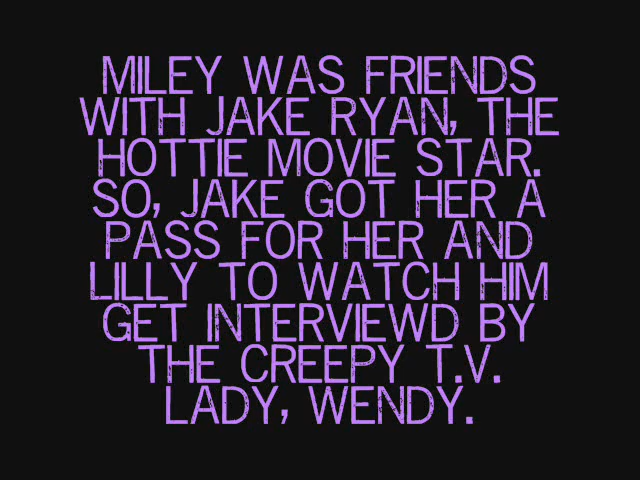 MILEY WAS FRIENDS
WITH JAKE RYAN, THE
HOTTIE MOVIE STAR.
SO, JAKE GOT HER A
PASS FOR HER AND
LILLY TO WATCH HIM
GET INTERVIEWD BY
THE CREEPY T.V.
LADY, WENDY.